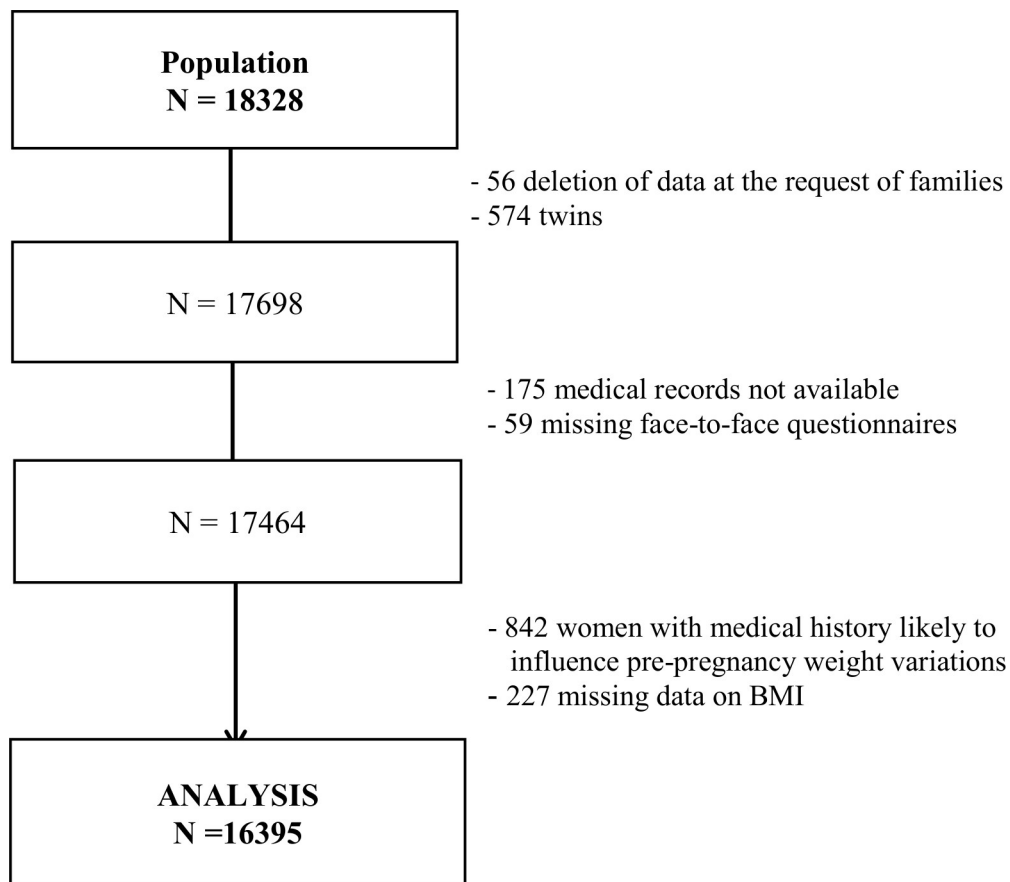 Population
N = 18328
- 56 deletion of data at the request of families
- 574 twins
N = 17698
- 175 medical records not available
- 59 missing face-to-face questionnaires
N = 17464
- 842 women with medical history likely to
influence pre-pregnancy weight variations
- 227 missing data on BMI
ANALYSIS
N =16395